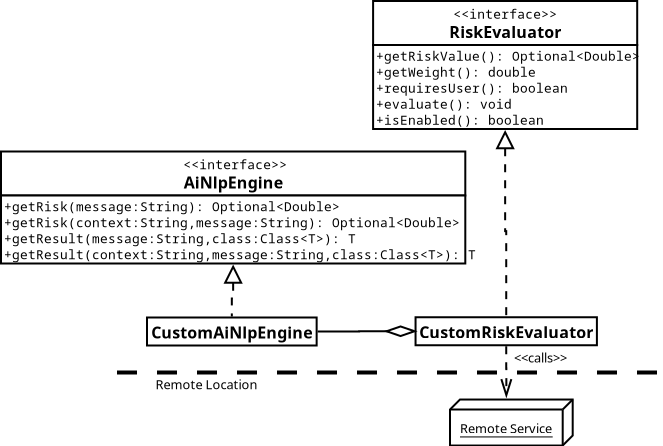 <<interface>>
RiskEvaluator
+getRiskValue(): Optional<Double>
+getWeight(): double
+requiresUser(): boolean
+evaluate(): void
+isEnabled(): boolean
<<interface>>
AiNlpEngine
+getRisk(message:String): Optional<Double>
+getRisk(context:String,message:String): Optional<Double>
+getResult(message:String,class:Class<T>): T
+getResult(context:String,message:String,class:Class<T>): T
CustomAiNlpEngine
CustomRiskEvaluator
<<calls>>
Remote Location
Remote Service